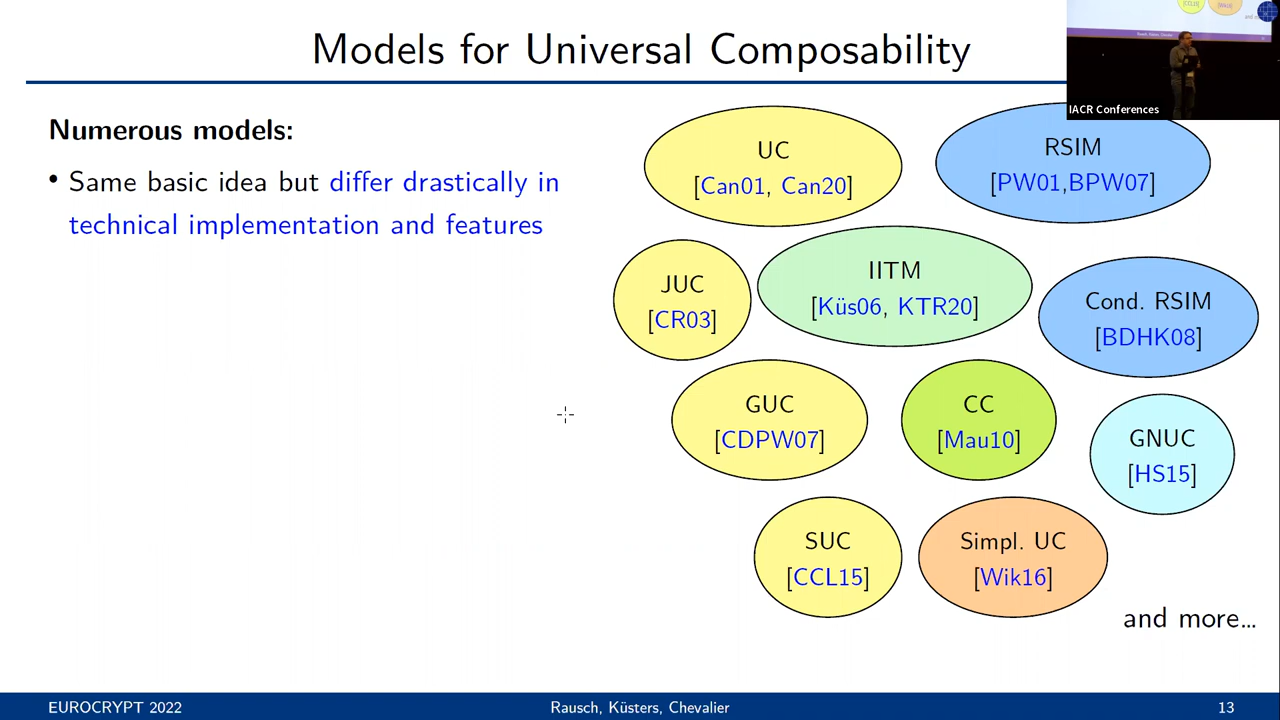 Models for Universal Composability
IACR Conferences
Numerous models:
• Same basic idea but differ drastically in
technical implementation and features
UC
[Can01, Can20]
RSIM
[PW01,BPW07]
JUC
[CR03]
IITM
[Küs06, KTR20]
Cond. RSIM
[BDHK08]
GUC
[CDPW07]
CC
[Mau10]
GNUC
[HS15]
SUC
[CCL15]
Simpl. UC
[Wik16]
and more…
EUROCRYPT 2022
Rausch, Küsters, Chevalier
13